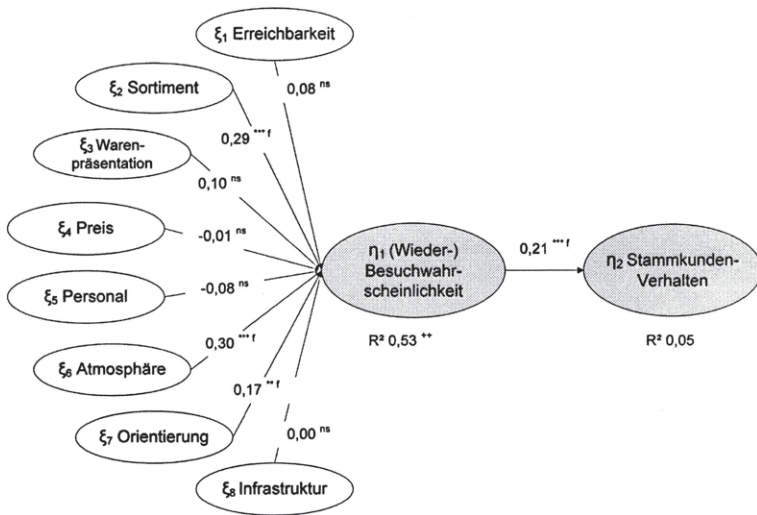 ξ₁ Erreichbarkeit
0,08 ns
ξ₂ Sortiment
0,29 *** f
ξ₃ Waren-
präsentation
0,10 ns
ξ₄ Preis
-0,01 ns
ξ₅ Personal
-0,08 ns
ξ₆ Atmosphäre
0,30 *** f
ξ₇ Orientierung
0,17 ** f
ξ₈ Infrastruktur
0,00 ns
η₁ (Wieder-)
Besuchwahr-
scheinlichkeit
R² 0,53 ++
0,21 *** f
η₂ Stammkunden-
Verhalten
R² 0,05